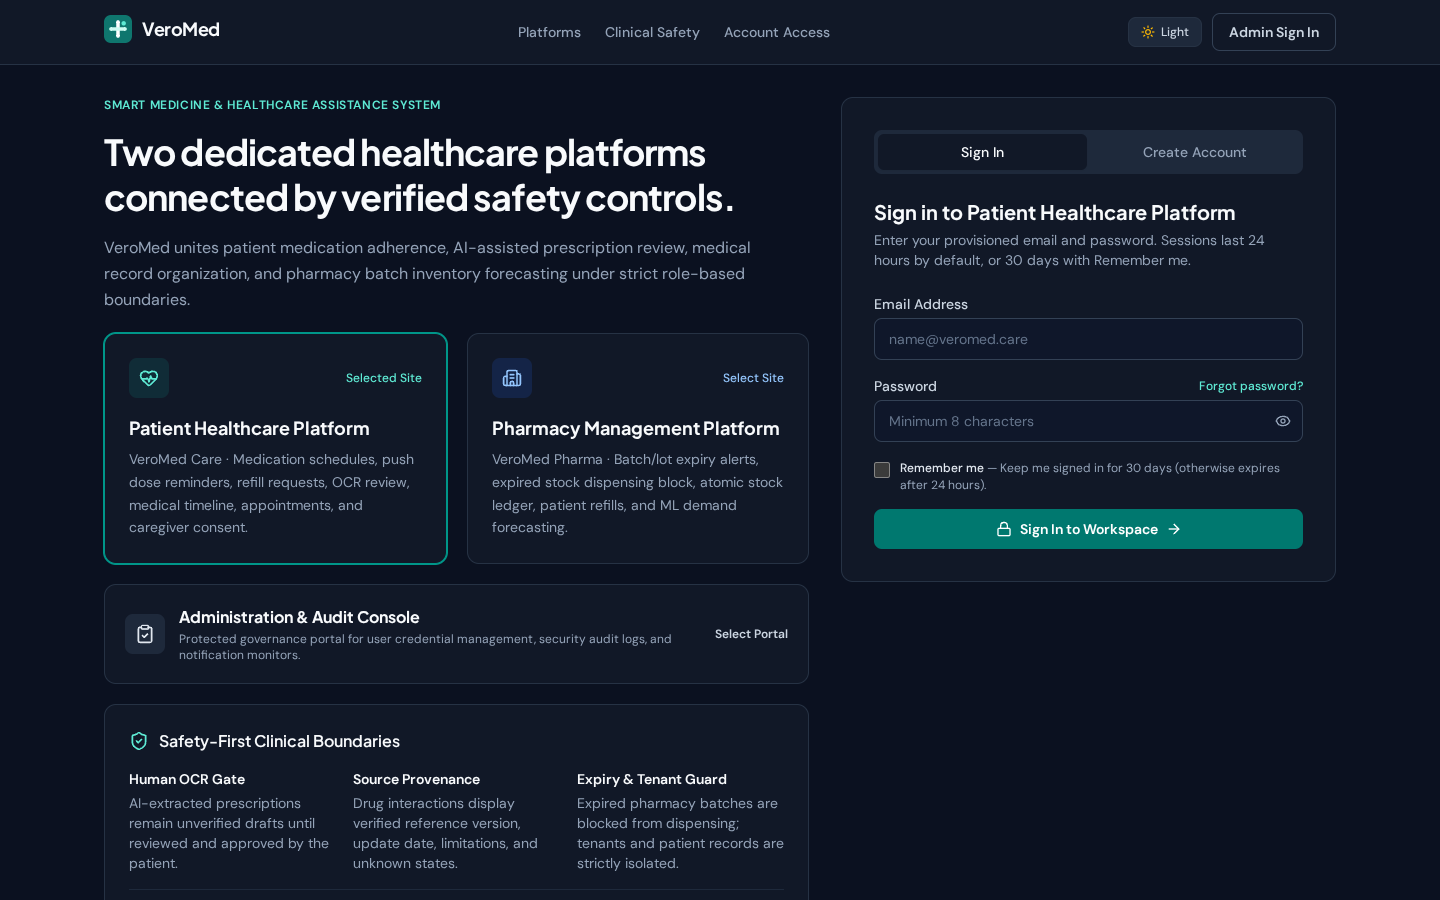 VeroMed
Platforms
Clinical Safety
Account Access
Light
Admin Sign In
SMART MEDICINE & HEALTHCARE ASSISTANCE SYSTEM
Two dedicated healthcare platforms
connected by verified safety controls.
VeroMed unites patient medication adherence, AI-assisted prescription review, medical
record organization, and pharmacy batch inventory forecasting under strict role-based
boundaries.
Selected Site
Patient Healthcare Platform
VeroMed Care · Medication schedules, push
dose reminders, refill requests, OCR review,
medical timeline, appointments, and
caregiver consent.
Select Site
Pharmacy Management Platform
VeroMed Pharma · Batch/lot expiry alerts,
expired stock dispensing block, atomic stock
ledger, patient refills, and ML demand
forecasting.
Administration & Audit Console
Protected governance portal for user credential management, security audit logs, and
notification monitors.
Select Portal
Safety-First Clinical Boundaries
Human OCR Gate
AI-extracted prescriptions
remain unverified drafts until
reviewed and approved by the
patient.
Source Provenance
Drug interactions display
verified reference version,
update date, limitations, and
unknown states.
Expiry & Tenant Guard
Expired pharmacy batches are
blocked from dispensing;
tenants and patient records are
strictly isolated.
Sign In
Create Account
Sign in to Patient Healthcare Platform
Enter your provisioned email and password. Sessions last 24
hours by default, or 30 days with Remember me.
Email Address
name@veromed.care
Password
Forgot password?
Minimum 8 characters
Remember me — Keep me signed in for 30 days (otherwise expires
after 24 hours).
Sign In to Workspace